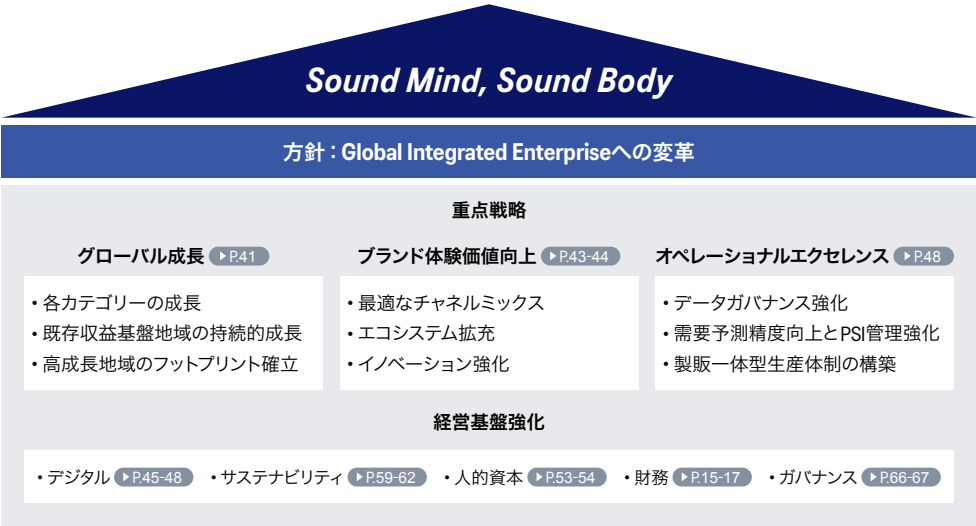 Sound Mind, Sound Body
方針：Global Integrated Enterpriseへの変革
重点戦略
グローバル成長 ▶P.41
・各カテゴリーの成長
・既存収益基盤地域の持続的成長
・高成長地域のフットプリント確立
ブランド体験価値向上 ▶P.43-44
・最適なチャネルミックス
・エコシステム拡充
・イノベーション強化
オペレーショナルエクセレンス ▶P.48
・データガバナンス強化
・需要予測精度向上とPSI管理強化
・製販一体型生産体制の構築
経営基盤強化
・デジタル ▶P.45-48 ・サステナビリティ ▶P.59-62 ・人的資本 ▶P.53-54 ・財務 ▶P.15-17 ・ガバナンス ▶P.66-67